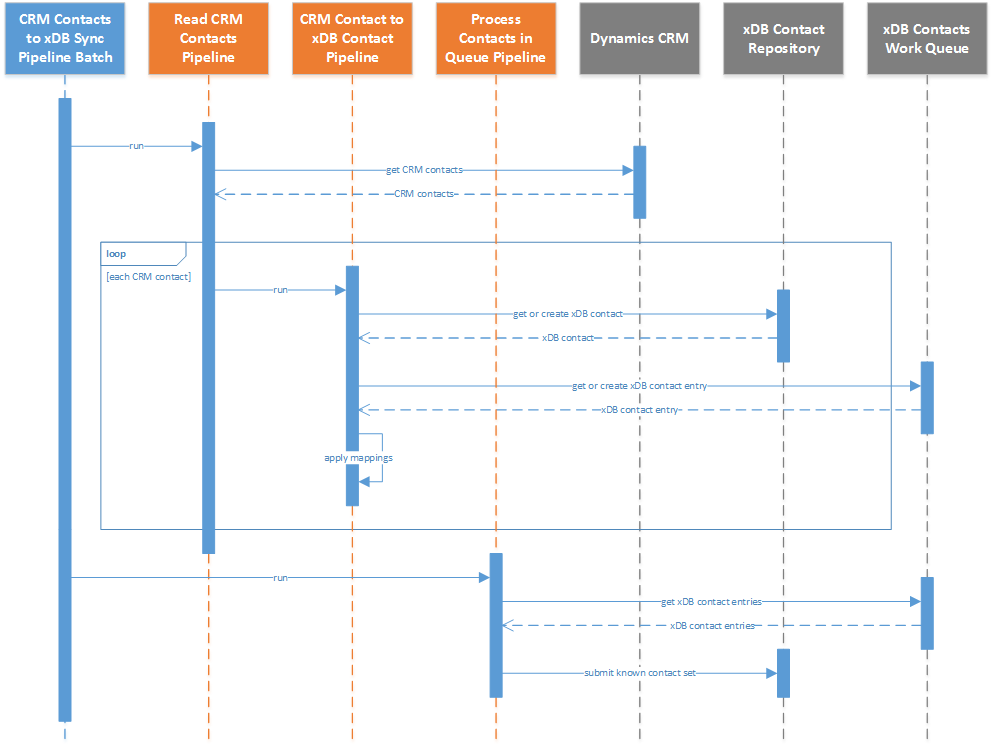 CRM Contacts
to xDB Sync
Pipeline Batch
Read CRM
Contacts
Pipeline
CRM Contact to
xDB Contact
Pipeline
Process
Contacts in
Queue Pipeline
Dynamics CRM
xDB Contact
Repository
xDB Contacts
Work Queue
run
get CRM contacts
CRM contacts
loop
[each CRM contact]
run
get or create xDB contact
xDB contact
get or create xDB contact entry
xDB contact entry
apply mappings
run
get xDB contact entries
xDB contact entries
submit known contact set